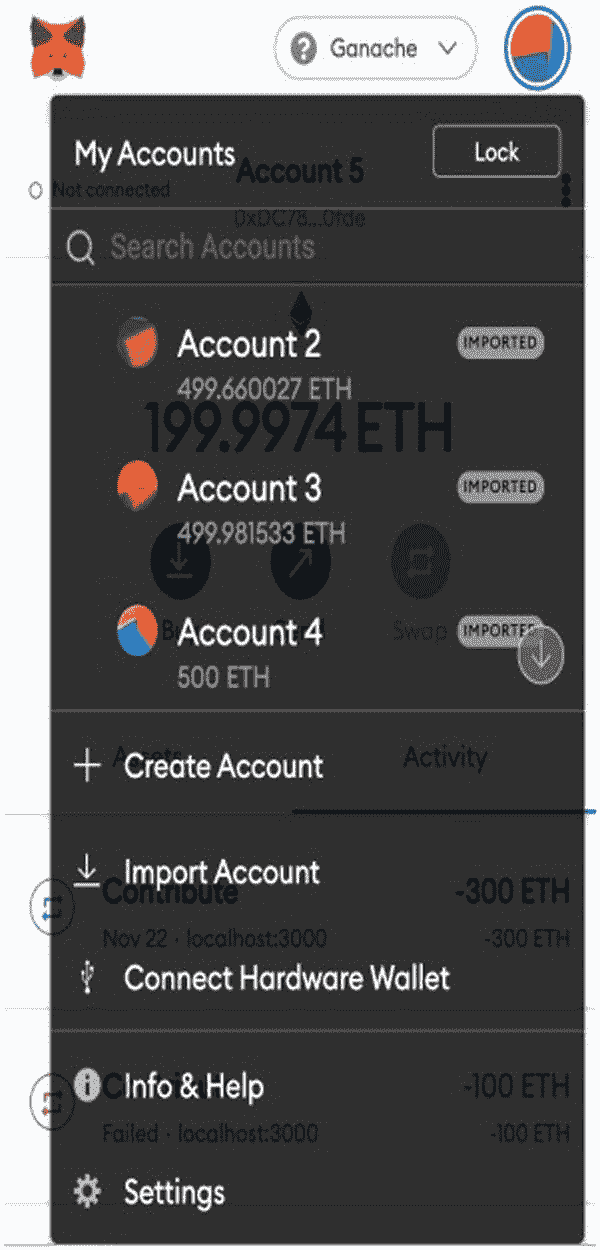 Ganache
My Accounts
Lock
Account 5
Not connected
0xDC78...0fde
Search Accounts
Account 2
IMPORTED
499.660027 ETH
199.9974 ETH
Account 3
IMPORTED
499.981533 ETH
Account 4
Swap
IMPORTED
500 ETH
Assets
Activity
Create Account
Import Account
Contribute
-300 ETH
Nov 22 · localhost:3000
-300 ETH
Connect Hardware Wallet
Info & Help
-100 ETH
Failed · localhost:3000
-100 ETH
Settings